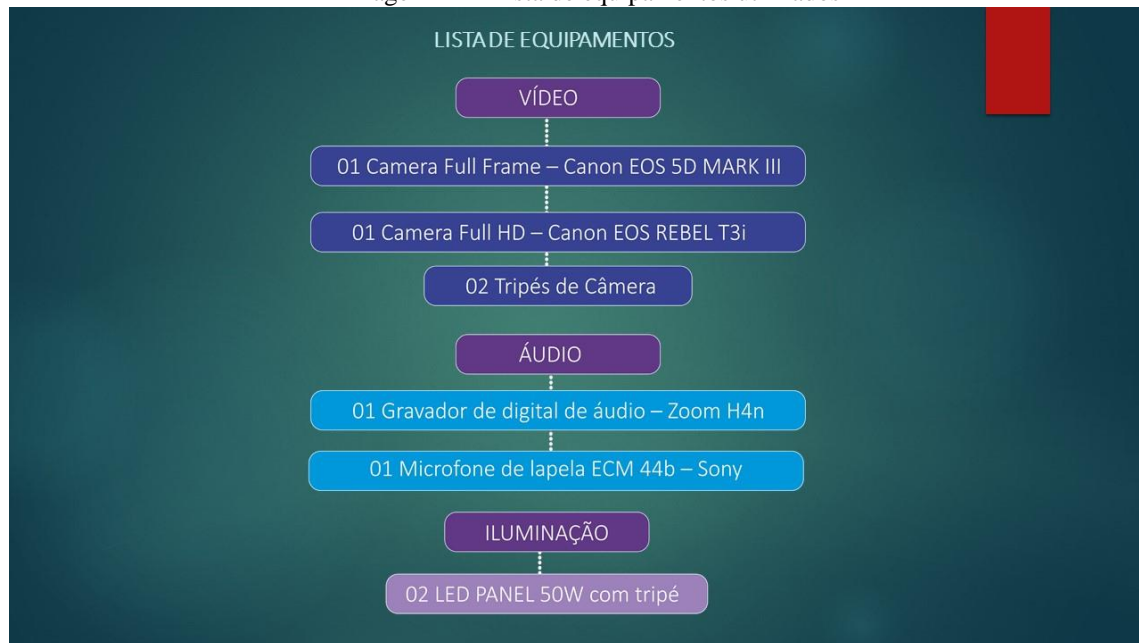 LISTA DE EQUIPAMENTOS
VÍDEO
01 Camera Full Frame – Canon EOS 5D MARK III
01 Camera Full HD – Canon EOS REBEL T3i
02 Tripés de Câmera
ÁUDIO
01 Gravador de digital de áudio – Zoom H4n
01 Microfone de lapela ECM 44b – Sony
ILUMINAÇÃO
02 LED PANEL 50W com tripé